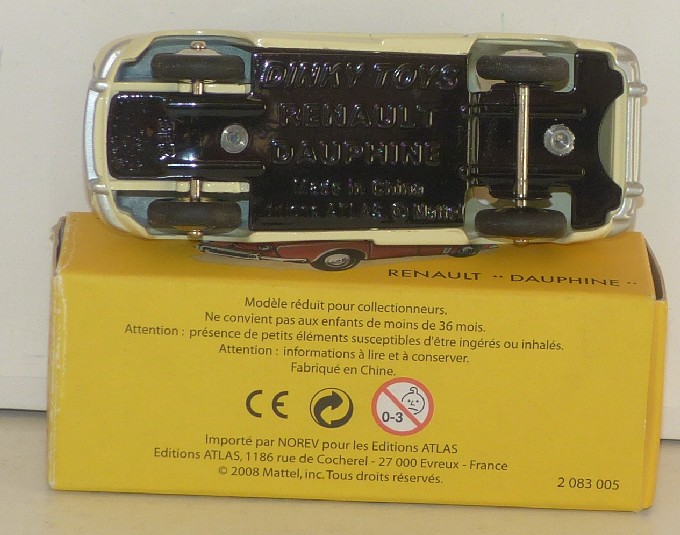 DINKY TOYS
RENAULT
DAUPHINE
Made in China
ATLAS © Mattel
RENAULT " DAUPHINE "
Modèle réduit pour collectionneurs.
Ne convient pas aux enfants de moins de 36 mois.
Attention : présence de petits éléments susceptibles d'être ingérés ou inhalés.
Attention : informations à lire et à conserver.
Fabriqué en Chine.
CE
0-3
Importé par NOREV pour les Editions ATLAS
Editions ATLAS, 1186 rue de Cocherel - 27 000 Evreux - France
© 2008 Mattel, inc. Tous droits réservés.
2 083 005